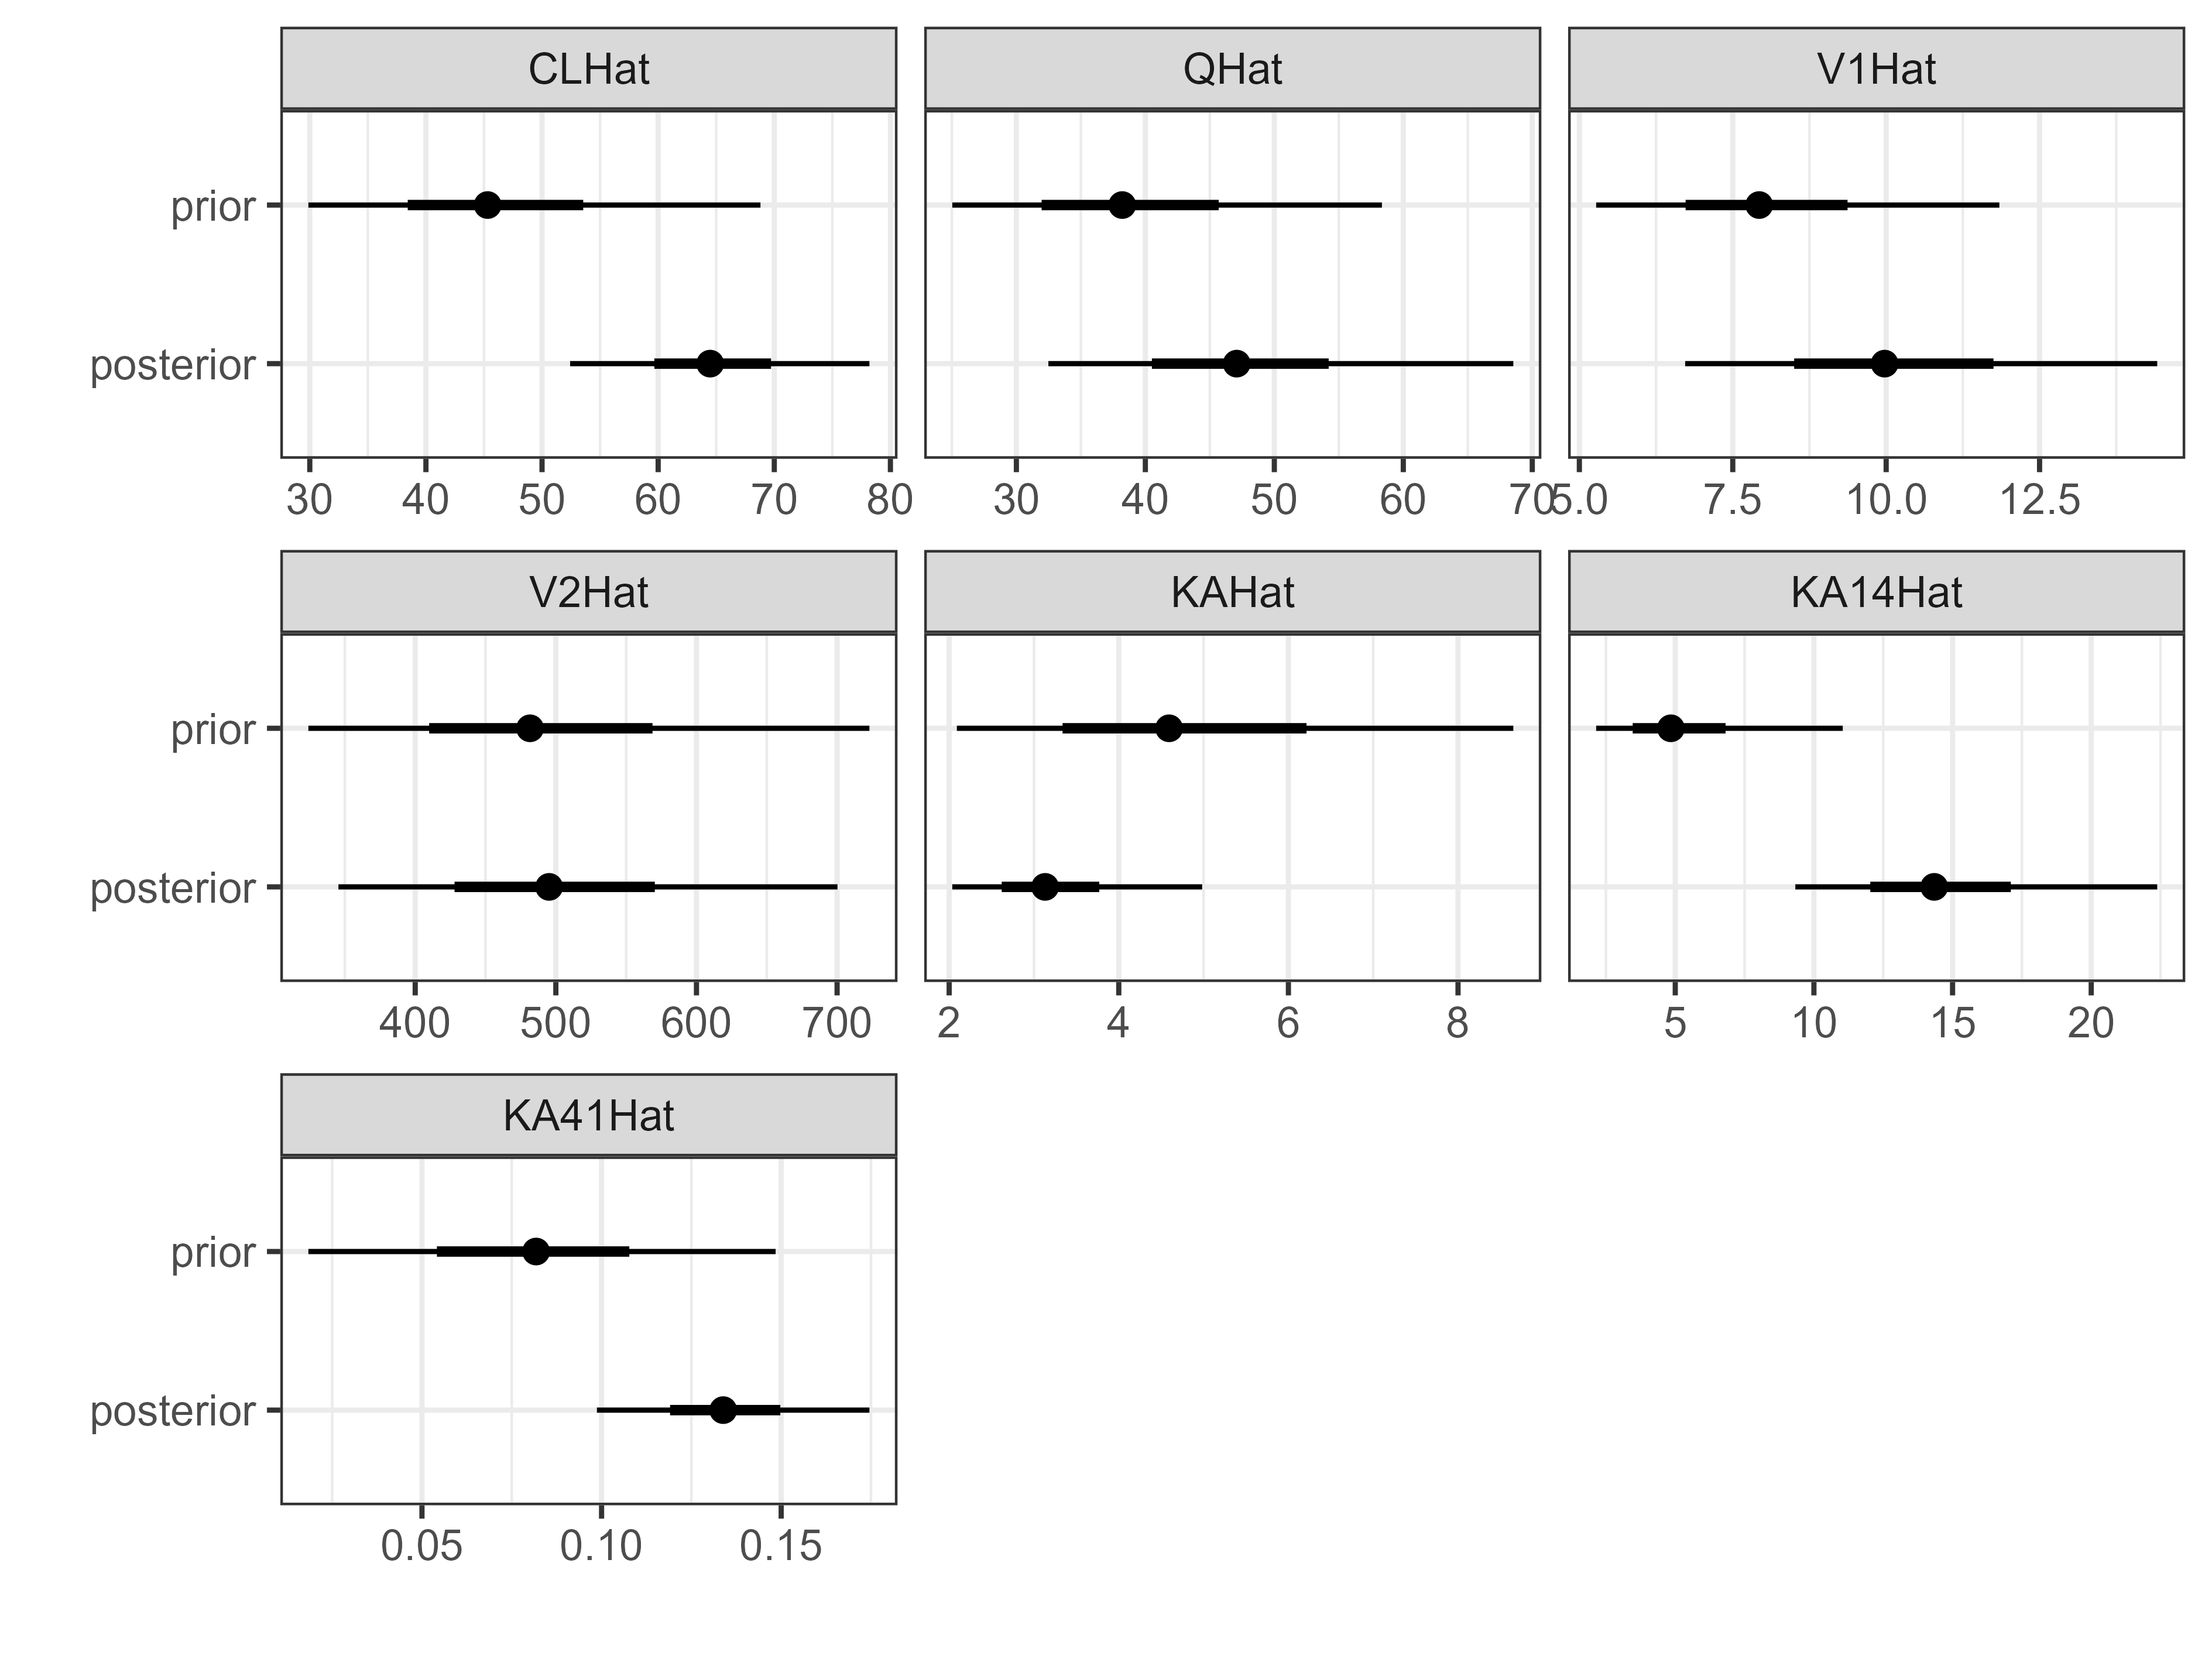 CLHat QHat V1Hat
prior
posterior
30 40 50 60 70 80 30 40 50 60 70 5.0 7.5 10.0 12.5
V2Hat KAHat KA14Hat
prior
posterior
400 500 600 700 2 4 6 8 5 10 15 20
KA41Hat
prior
posterior
0.05 0.10 0.15